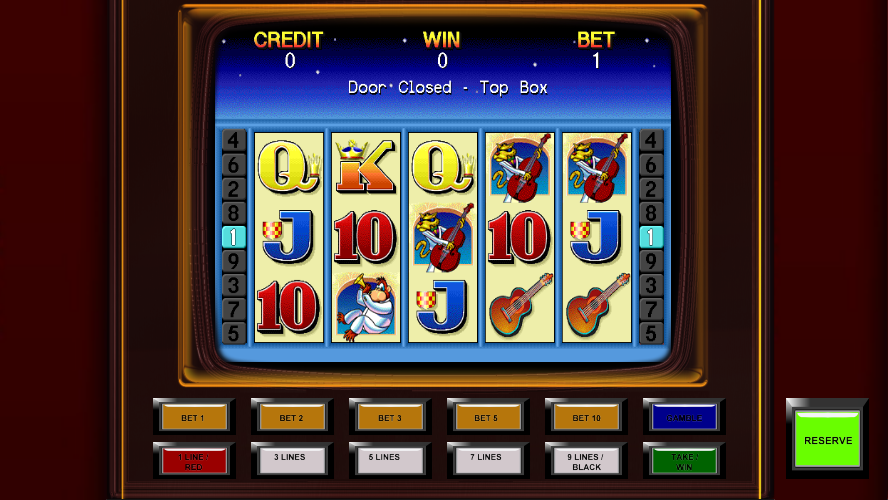 CREDIT WIN BET
0 0 1
Door Closed - Top Box
4 4
6 Q K Q 6
2 2
8 8
1 J 10 10 J 1
9 9
3 3
7 10 J 7
5 5
BET 1 BET 2 BET 3 BET 5 BET 10 GAMBLE
1 LINE / RED 3 LINES 5 LINES 7 LINES 9 LINES / BLACK TAKE / WIN
RESERVE